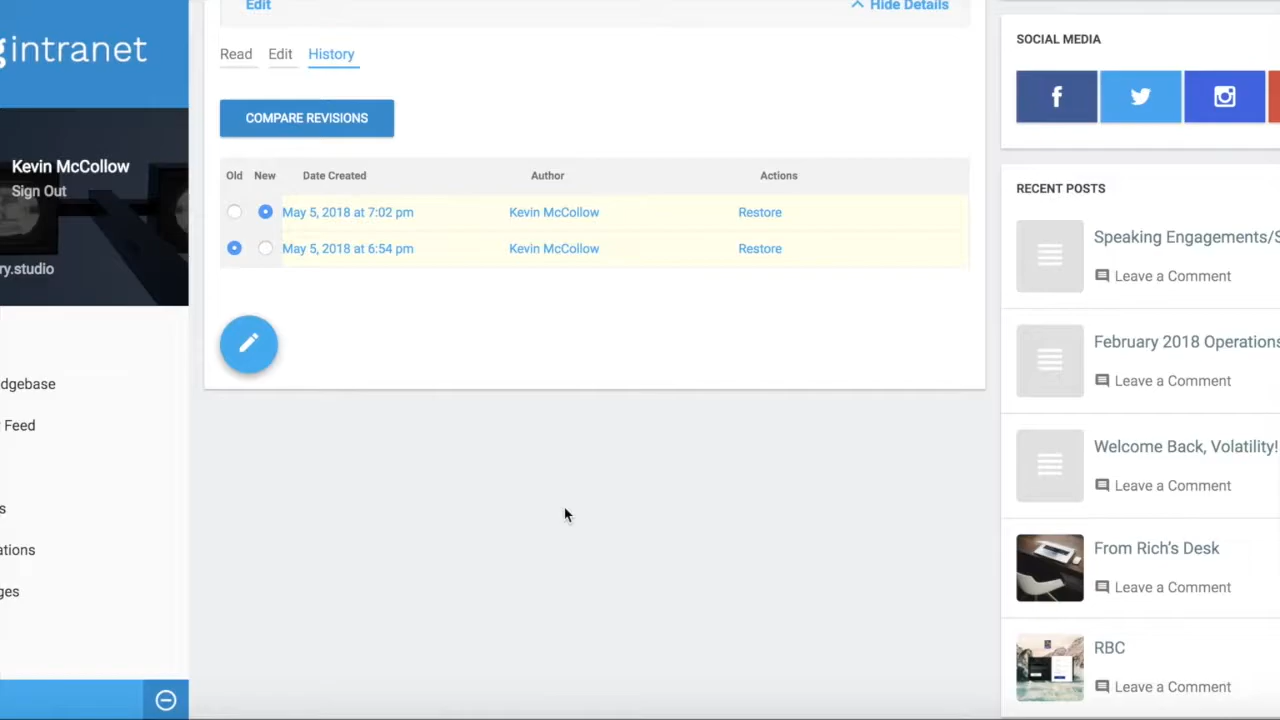 intranet
Kevin McCollow
Sign Out
ry.studio
dgebase
Feed
s
ations
ges
Edit
Hide Details
Read Edit History
COMPARE REVISIONS
Old New Date Created Author Actions
May 5, 2018 at 7:02 pm Kevin McCollow Restore
May 5, 2018 at 6:54 pm Kevin McCollow Restore
SOCIAL MEDIA
RECENT POSTS
Speaking Engagements/S
Leave a Comment
February 2018 Operations
Leave a Comment
Welcome Back, Volatility!
Leave a Comment
From Rich’s Desk
Leave a Comment
RBC
Leave a Comment